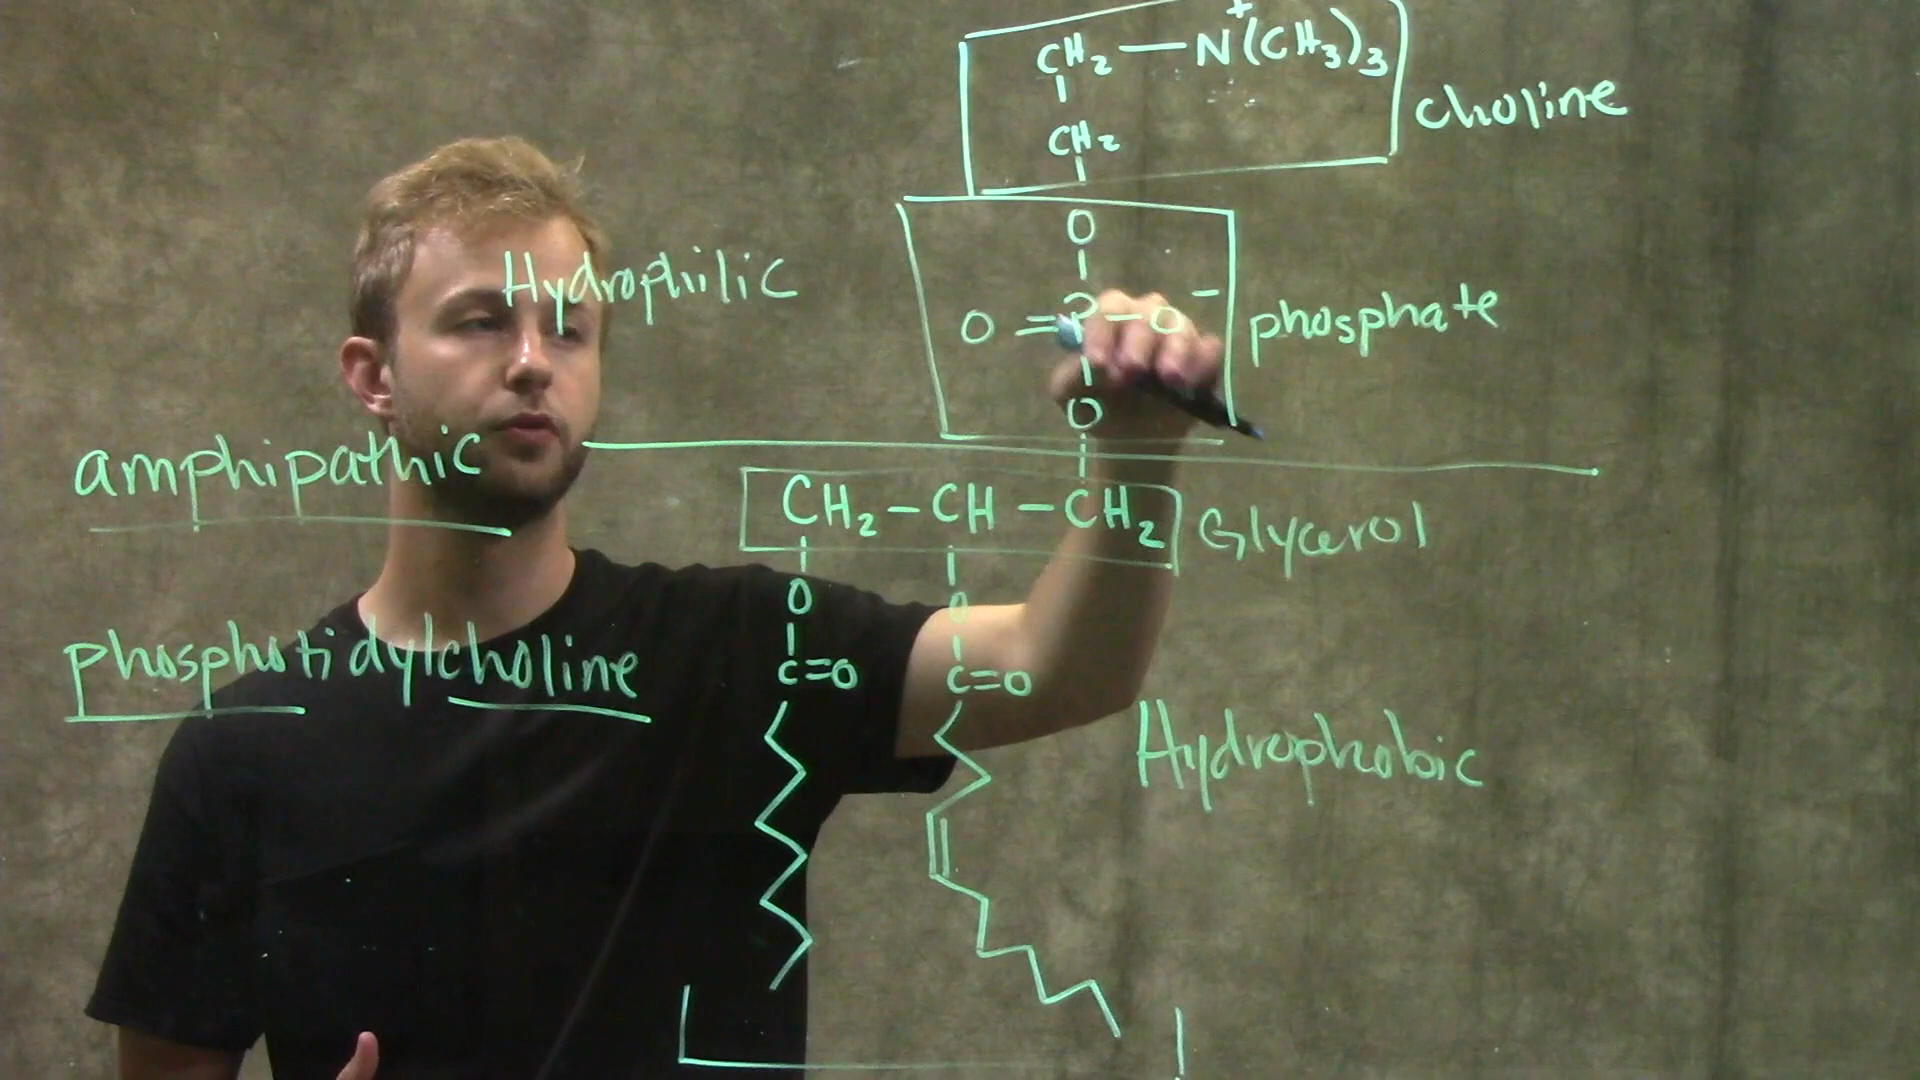 CH₂—N⁺(CH₃)₃
CH₂
choline
O
Hydrophilic
O=P—O⁻
phosphate
O
amphipathic
CH₂—CH—CH₂
Glycerol
O O
phosphotidylcholine
C=O C=O
Hydrophobic